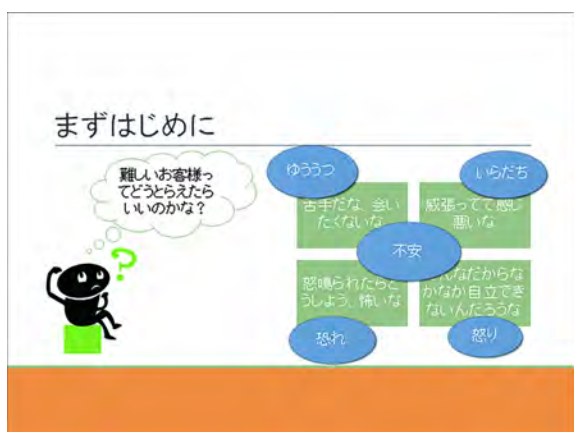 まずはじめに
難しいお客様っ
てどうとらえたら
いいのかな?
?
ゆううつ
いらだち
苦手だな、会い
たくないな
威張ってて感じ
悪いな
不安
怒鳴られたらど
うしよう、怖いな
んなだからな
かなか自立でき
ないんだろうな
恐れ
怒り